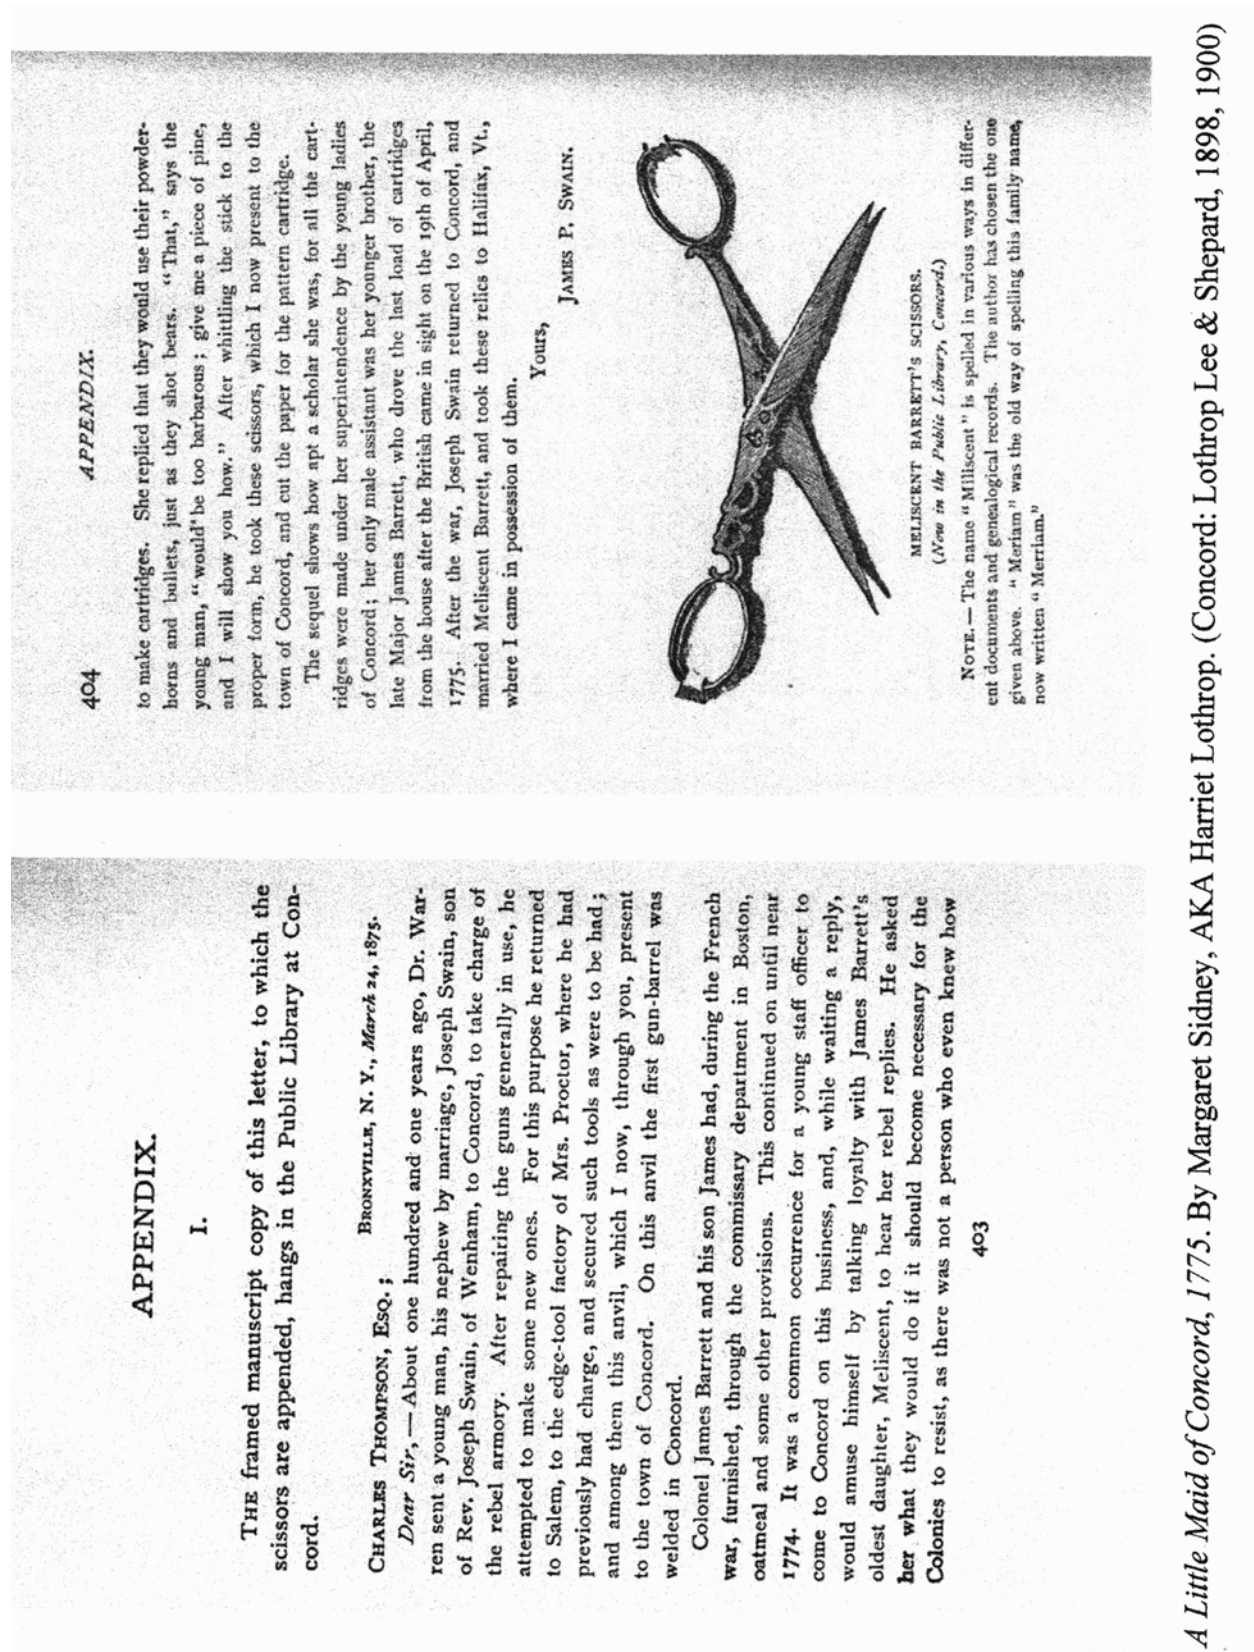 APPENDIX.
I.
THE framed manuscript copy of this letter, to which the
scissors are appended, hangs in the Public Library at Con-
cord.
BRONXVILLE, N. Y., March 24, 1875.
CHARLES THOMPSON, ESQ.;
Dear Sir,—About one hundred and one years ago, Dr. War-
ren sent a young man, his nephew by marriage, Joseph Swain, son
of Rev. Joseph Swain, of Wenham, to Concord, to take charge of
the rebel armory. After repairing the guns generally in use, he
attempted to make some new ones. For this purpose he returned
to Salem, to the edge-tool factory of Mrs. Proctor, where he had
previously had charge, and secured such tools as were to be had;
and among them this anvil, which I now, through you, present
to the town of Concord. On this anvil the first gun-barrel was
welded in Concord.
Colonel James Barrett and his son James had, during the French
war, furnished, through the commissary department in Boston,
oatmeal and some other provisions. This continued on until near
1774. It was a common occurrence for a young staff officer to
come to Concord on this business, and, while waiting a reply,
would amuse himself by talking loyalty with James Barrett's
oldest daughter, Meliscent, to hear her rebel replies. He asked
her what they would do if it should become necessary for the
Colonies to resist, as there was not a person who even knew how
403
404
APPENDIX.
to make cartridges. She replied that they would use their powder-
horns and bullets, just as they shot bears. "That," says the
young man, "would be too barbarous; give me a piece of pine,
and I will show you how." After whittling the stick to the
proper form, he took these scissors, which I now present to the
town of Concord, and cut the paper for the pattern cartridge.
The sequel shows how apt a scholar she was, for all the cart-
ridges were made under her superintendence by the young ladies
of Concord; her only male assistant was her younger brother, the
late Major James Barrett, who drove the last load of cartridges
from the house after the British came in sight on the 19th of April,
1775. After the war, Joseph Swain returned to Concord, and
married Meliscent Barrett, and took these relics to Halifax, Vt.,
where I came in possession of them.
Yours,
JAMES P. SWAIN.
MELISCENT BARRETT'S SCISSORS.
(Now in the Public Library, Concord.)
NOTE.—The name "Milliscent" is spelled in various ways in differ-
ent documents and genealogical records. The author has chosen the one
given above. "Meriam" was the old way of spelling this family name,
now written "Merriam."
A Little Maid of Concord, 1775. By Margaret Sidney, AKA Harriet Lothrop. (Concord: Lothrop Lee & Shepard, 1898, 1900)